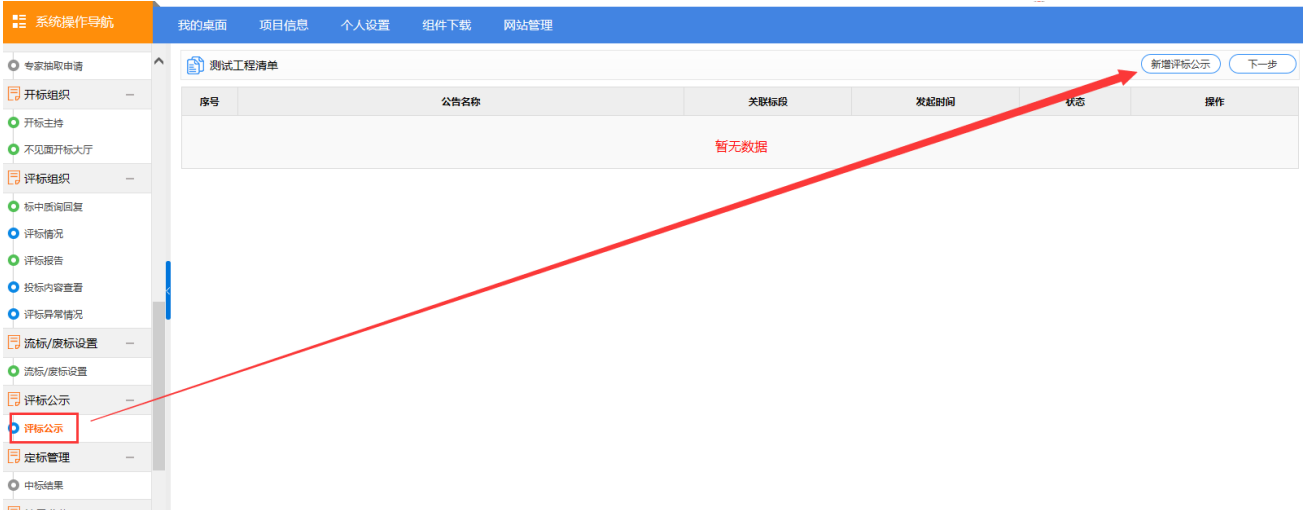 系统操作导航
我的桌面 项目信息 个人设置 组件下载 网站管理
专家抽取申请
开标组织
开标主持
不见面开标大厅
评标组织
标中质询回复
评标情况
评标报告
投标内容查看
评标异常情况
流标/废标设置
流标/废标设置
评标公示
评标公示
定标管理
中标结果
测试工程清单
新增评标公示 下一步
序号 公告名称 关联标段 发起时间 状态 操作
暂无数据